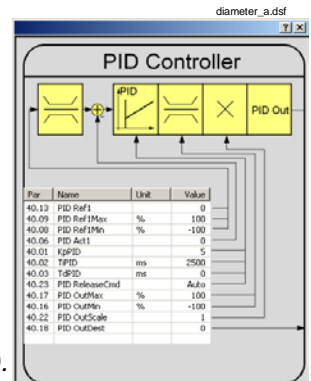 diameter_a.dsf
PID Controller
PID
PID Out
Par Name Unit Value
40.13 PID Ref1 0
40.09 PID Ref1Max % 100
40.08 PID Ref1Min % -100
40.06 PID Act1 0
40.01 KpPID 5
40.02 TiPID ms 2500
40.03 TdPID ms 0
40.23 PID ReleaseCmd Auto
40.17 PID OutMax % 100
40.16 PID OutMin % -100
40.22 PID OutScale 1
40.18 PID OutDest 0